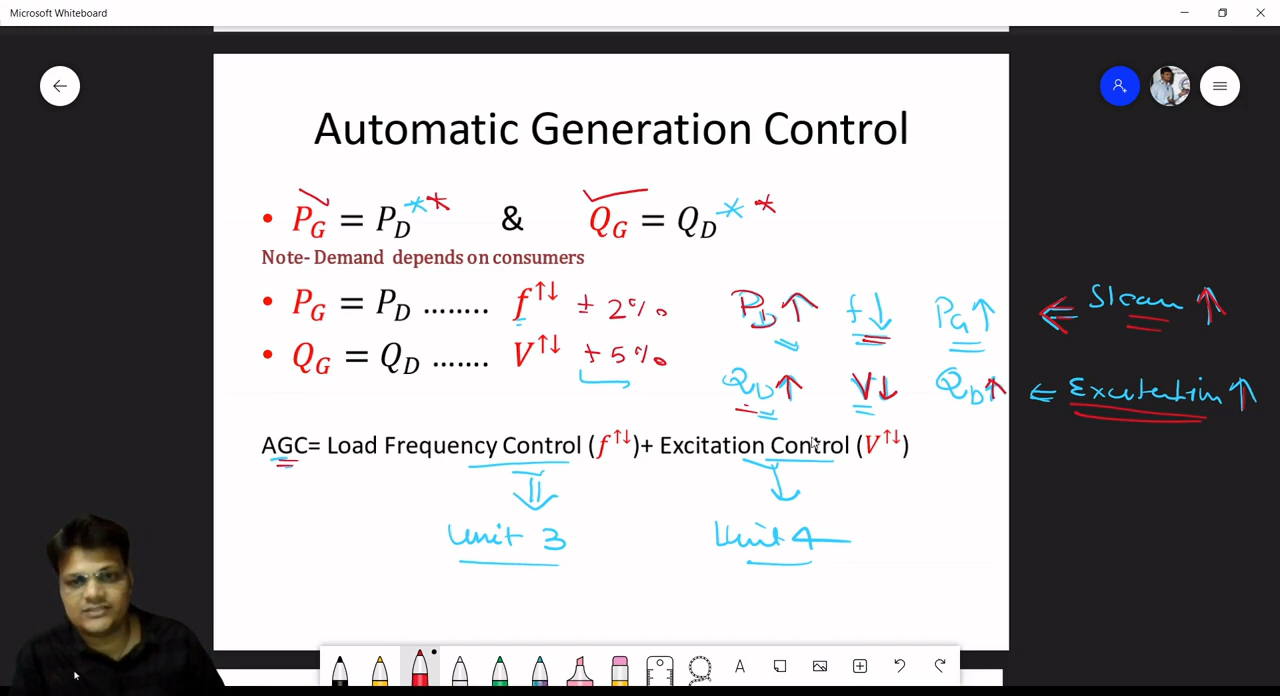 Microsoft Whiteboard
Automatic Generation Control
• P_G = P_D** & Q_G = Q_D**
Note- Demand depends on consumers
• P_G = P_D ........ f↑↓ ± 2%
P_D ↑ f↓ P_G ↑ ⇐ Steam ↑
• Q_G = Q_D ....... V↑↓ ± 5%
Q_D ↑ V↓ Q_D ↑ ⇐ Excitation ↑
AGC= Load Frequency Control (f↑↓)+ Excitation Control (V↑↓)
Unit 3 Unit 4
A